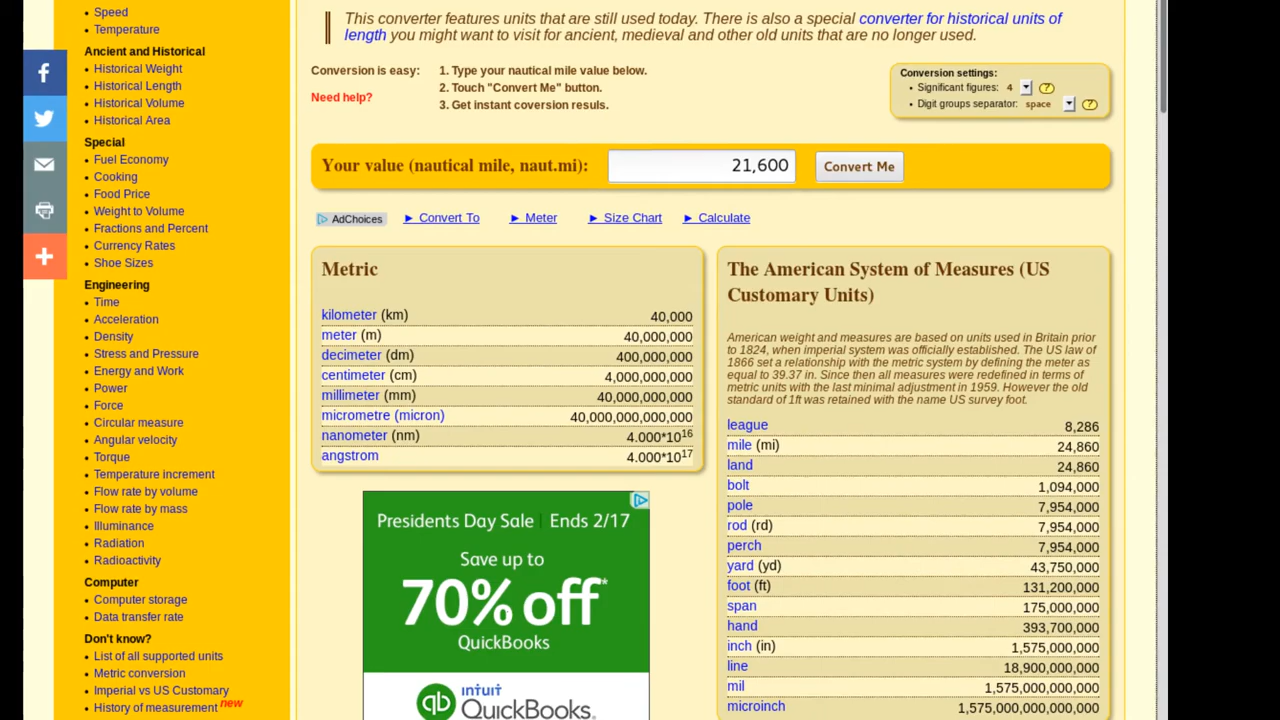 Speed
Temperature
Ancient and Historical
Historical Weight
Historical Length
Historical Volume
Historical Area
Special
Fuel Economy
Cooking
Food Price
Weight to Volume
Fractions and Percent
Currency Rates
Shoe Sizes
Engineering
Time
Acceleration
Density
Stress and Pressure
Energy and Work
Power
Force
Circular measure
Angular velocity
Torque
Temperature increment
Flow rate by volume
Flow rate by mass
Illuminance
Radiation
Radioactivity
Computer
Computer storage
Data transfer rate
Don't know?
List of all supported units
Metric conversion
Imperial vs US Customary
History of measurement new
This converter features units that are still used today. There is also a special converter for historical units of
length you might want to visit for ancient, medieval and other old units that are no longer used.
Conversion is easy:
Need help?
1. Type your nautical mile value below.
2. Touch "Convert Me" button.
3. Get instant coversion resuls.
Conversion settings:
Significant figures: 4 (?)
Digit groups separator: space (?)
Your value (nautical mile, naut.mi): 21,600 Convert Me
AdChoices ► Convert To ► Meter ► Size Chart ► Calculate
Metric
kilometer (km) 40,000
meter (m) 40,000,000
decimeter (dm) 400,000,000
centimeter (cm) 4,000,000,000
millimeter (mm) 40,000,000,000
micrometre (micron) 40,000,000,000,000
nanometer (nm) 4.000*10¹⁶
angstrom 4.000*10¹⁷
Presidents Day Sale | Ends 2/17
Save up to
70% off*
QuickBooks
qb intuit
QuickBooks.
The American System of Measures (US
Customary Units)
American weight and measures are based on units used in Britain prior
to 1824, when imperial system was officially established. The US law of
1866 set a relationship with the metric system by defining the meter as
equal to 39.37 in. Since then all measures were redefined in terms of
metric units with the last minimal adjustment in 1959. However the old
standard of 1ft was retained with the name US survey foot.
league 8,286
mile (mi) 24,860
land 24,860
bolt 1,094,000
pole 7,954,000
rod (rd) 7,954,000
perch 7,954,000
yard (yd) 43,750,000
foot (ft) 131,200,000
span 175,000,000
hand 393,700,000
inch (in) 1,575,000,000
line 18,900,000,000
mil 1,575,000,000,000
microinch 1,575,000,000,000,000